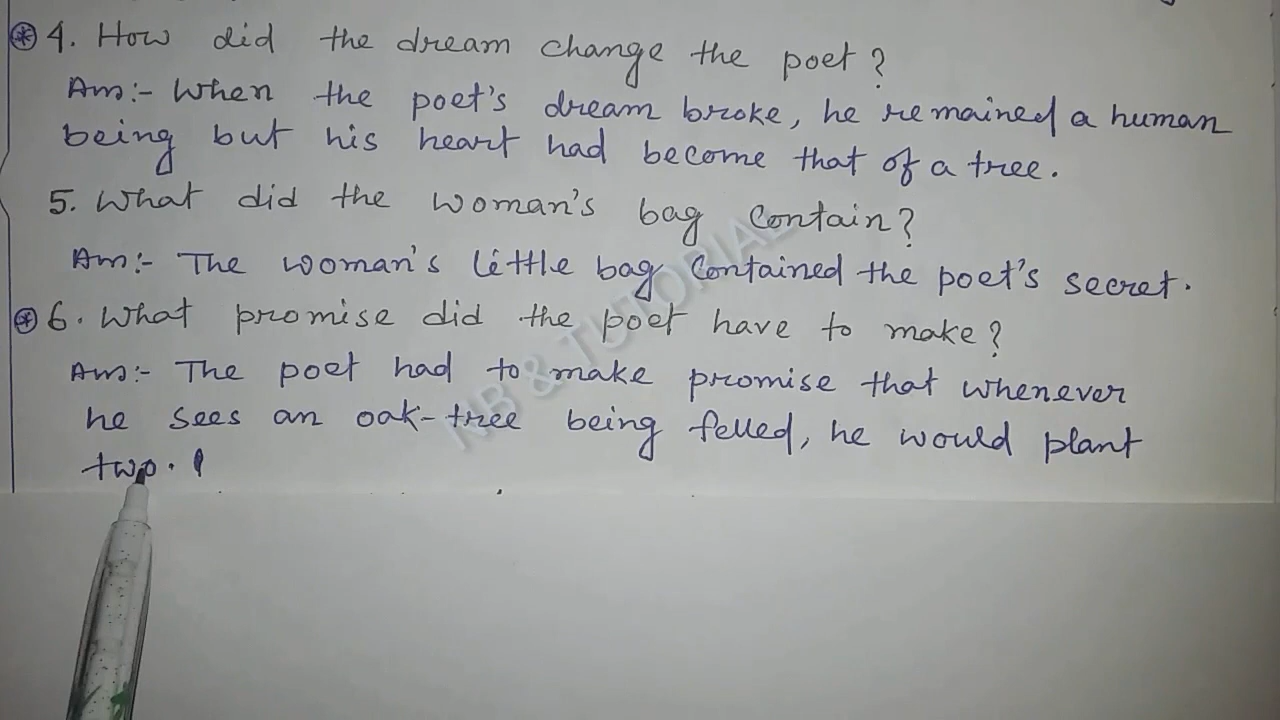 ⊛ 4. How did the dream change the poet?
Ans:- When the poet's dream broke, he remained a human
being but his heart had become that of a tree.
5. What did the woman's bag contain?
Ans:- The woman's little bag contained the poet's secret.
⊛ 6. What promise did the poet have to make?
Ans:- The poet had to make promise that whenever
he sees an oak-tree being felled, he would plant
two.
NB & TUTORIAL